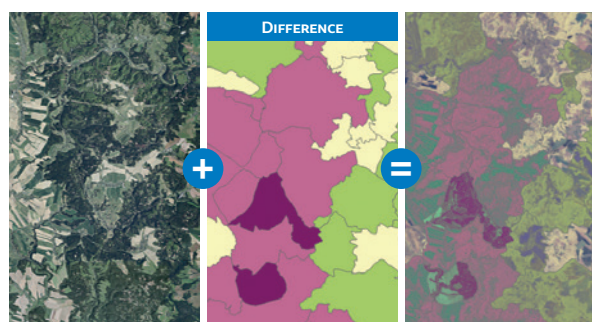 DIFFERENCE
+
=